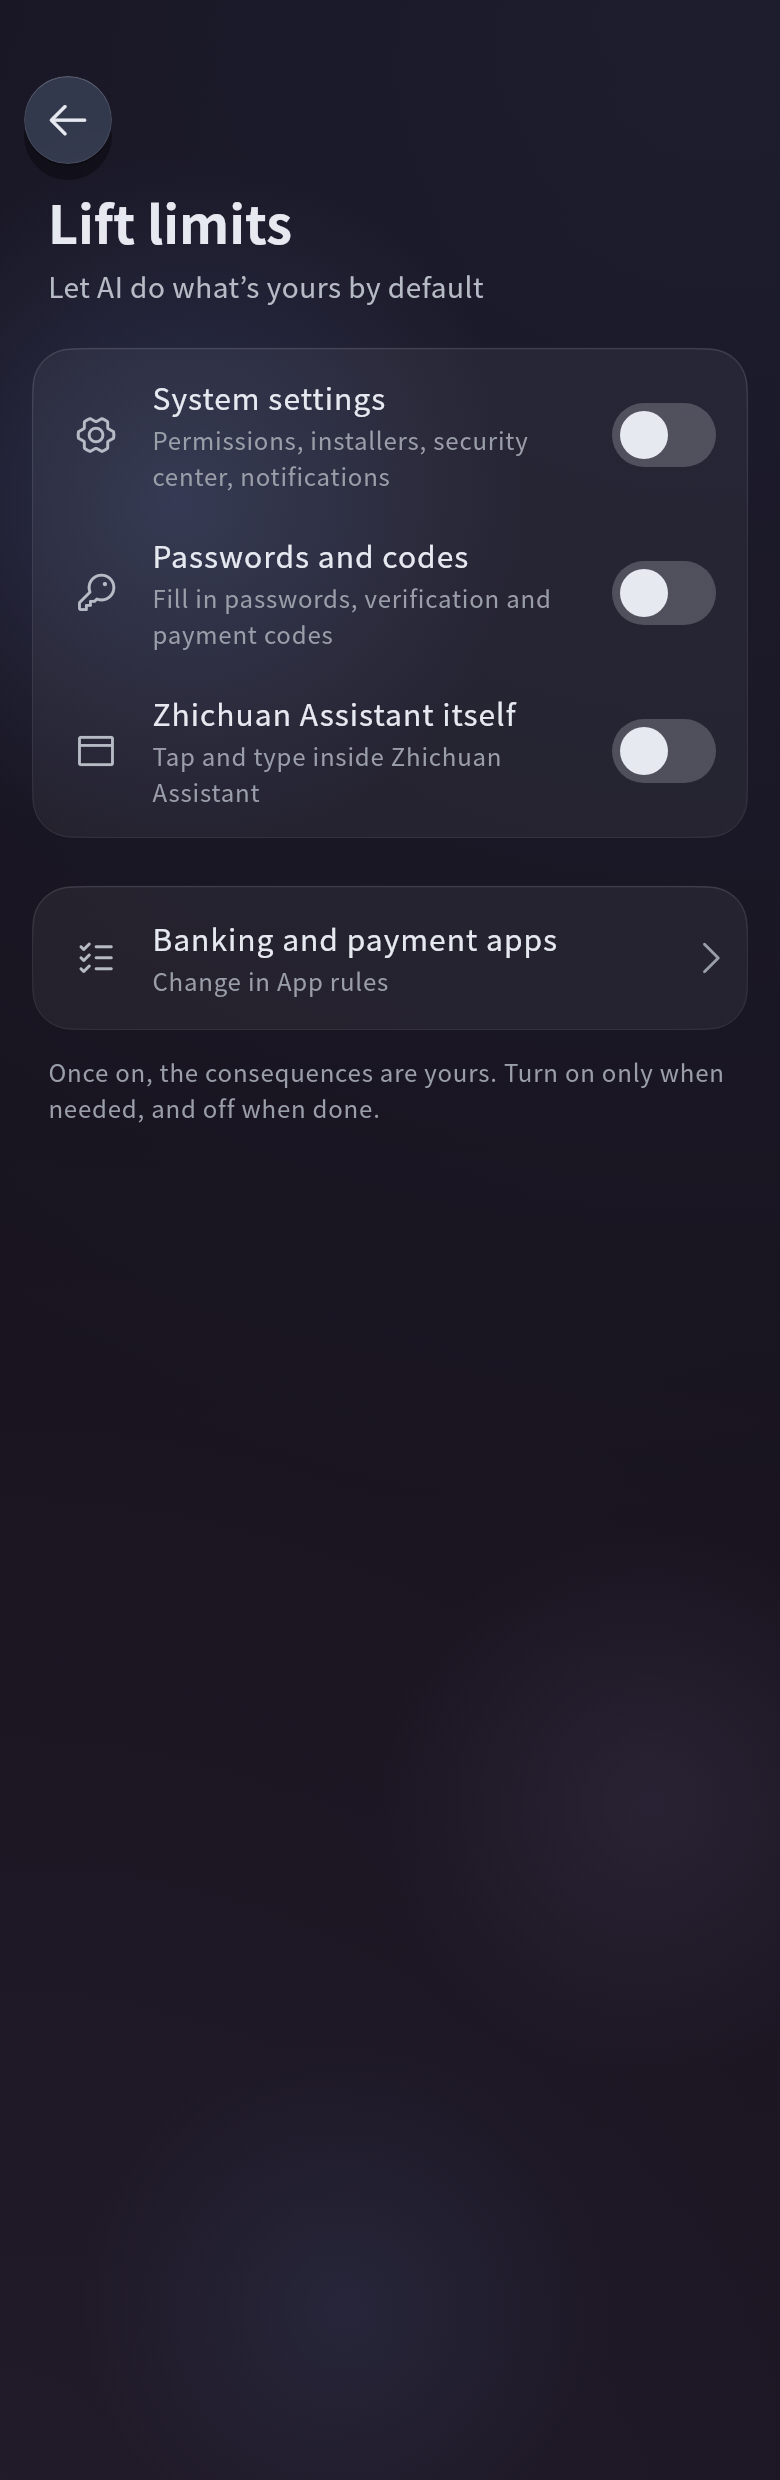 Lift limits
Let AI do what’s yours by default
System settings
Permissions, installers, security
center, notifications
Passwords and codes
Fill in passwords, verification and
payment codes
Zhichuan Assistant itself
Tap and type inside Zhichuan
Assistant
Banking and payment apps
Change in App rules
Once on, the consequences are yours. Turn on only when
needed, and off when done.